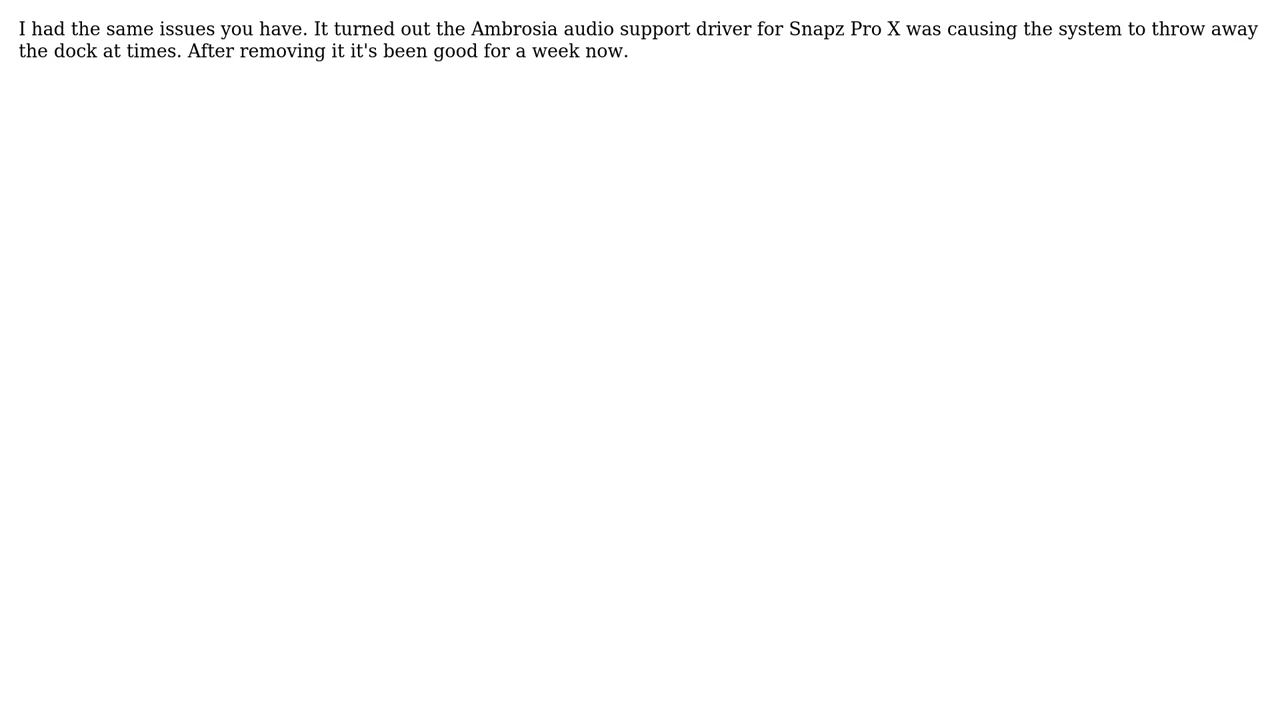 I had the same issues you have. It turned out the Ambrosia audio support driver for Snapz Pro X was causing the system to throw away
the dock at times. After removing it it's been good for a week now.